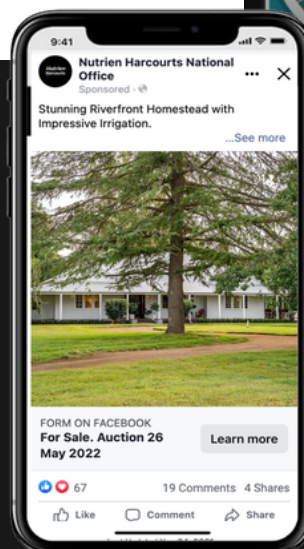 9:41
Nutrien Harcourts National
Office
Sponsored ·
Stunning Riverfront Homestead with
Impressive Irrigation.
...See more
FORM ON FACEBOOK
For Sale. Auction 26
May 2022
Learn more
67
19 Comments 4 Shares
Like
Comment
Share